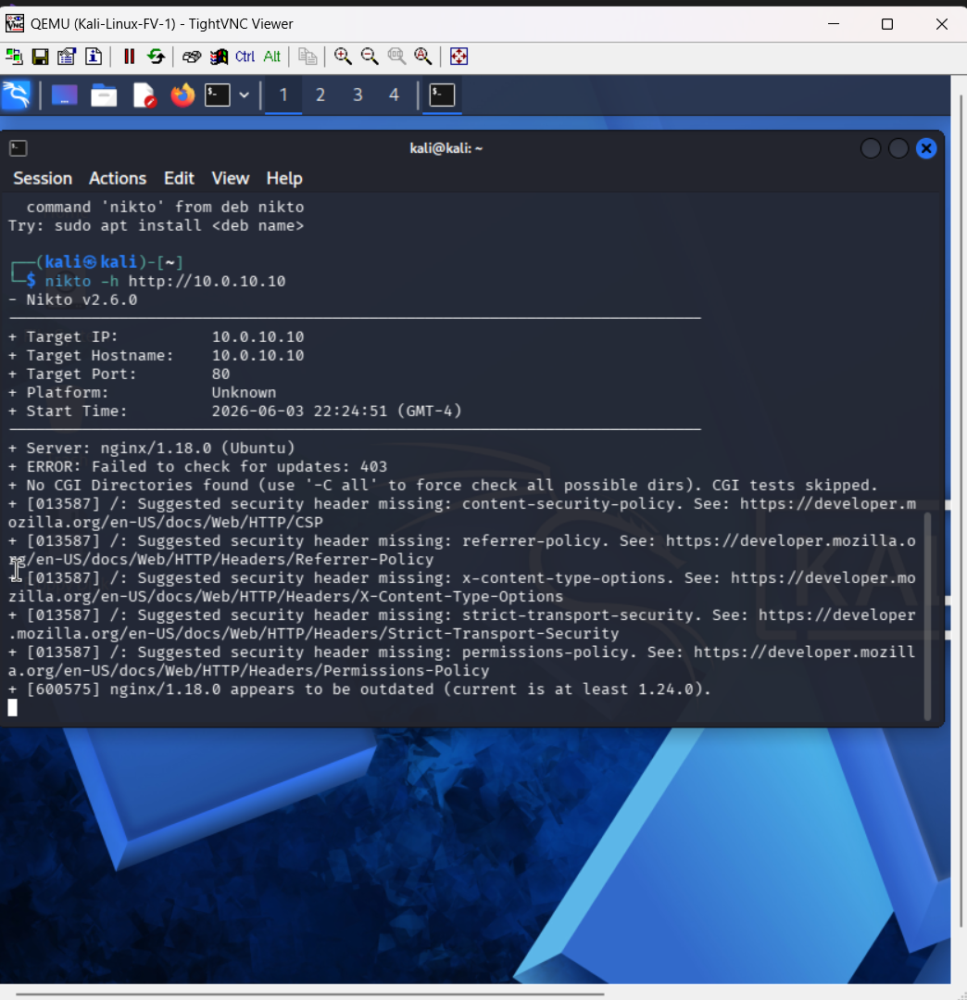 QEMU (Kali-Linux-FV-1) - TightVNC Viewer
Ctrl Alt
1 2 3 4
kali@kali: ~
Session Actions Edit View Help
command 'nikto' from deb nikto
Try: sudo apt install <deb name>
┌──(kali㉿kali)-[~]
└─$ nikto -h http://10.0.10.10
- Nikto v2.6.0
+ Target IP: 10.0.10.10
+ Target Hostname: 10.0.10.10
+ Target Port: 80
+ Platform: Unknown
+ Start Time: 2026-06-03 22:24:51 (GMT-4)
+ Server: nginx/1.18.0 (Ubuntu)
+ ERROR: Failed to check for updates: 403
+ No CGI Directories found (use '-C all' to force check all possible dirs). CGI tests skipped.
+ [013587] /: Suggested security header missing: content-security-policy. See: https://developer.m
ozilla.org/en-US/docs/Web/HTTP/CSP
+ [013587] /: Suggested security header missing: referrer-policy. See: https://developer.mozilla.o
rg/en-US/docs/Web/HTTP/Headers/Referrer-Policy
+ [013587] /: Suggested security header missing: x-content-type-options. See: https://developer.mo
zilla.org/en-US/docs/Web/HTTP/Headers/X-Content-Type-Options
+ [013587] /: Suggested security header missing: strict-transport-security. See: https://developer
.mozilla.org/en-US/docs/Web/HTTP/Headers/Strict-Transport-Security
+ [013587] /: Suggested security header missing: permissions-policy. See: https://developer.mozill
a.org/en-US/docs/Web/HTTP/Headers/Permissions-Policy
+ [600575] nginx/1.18.0 appears to be outdated (current is at least 1.24.0).